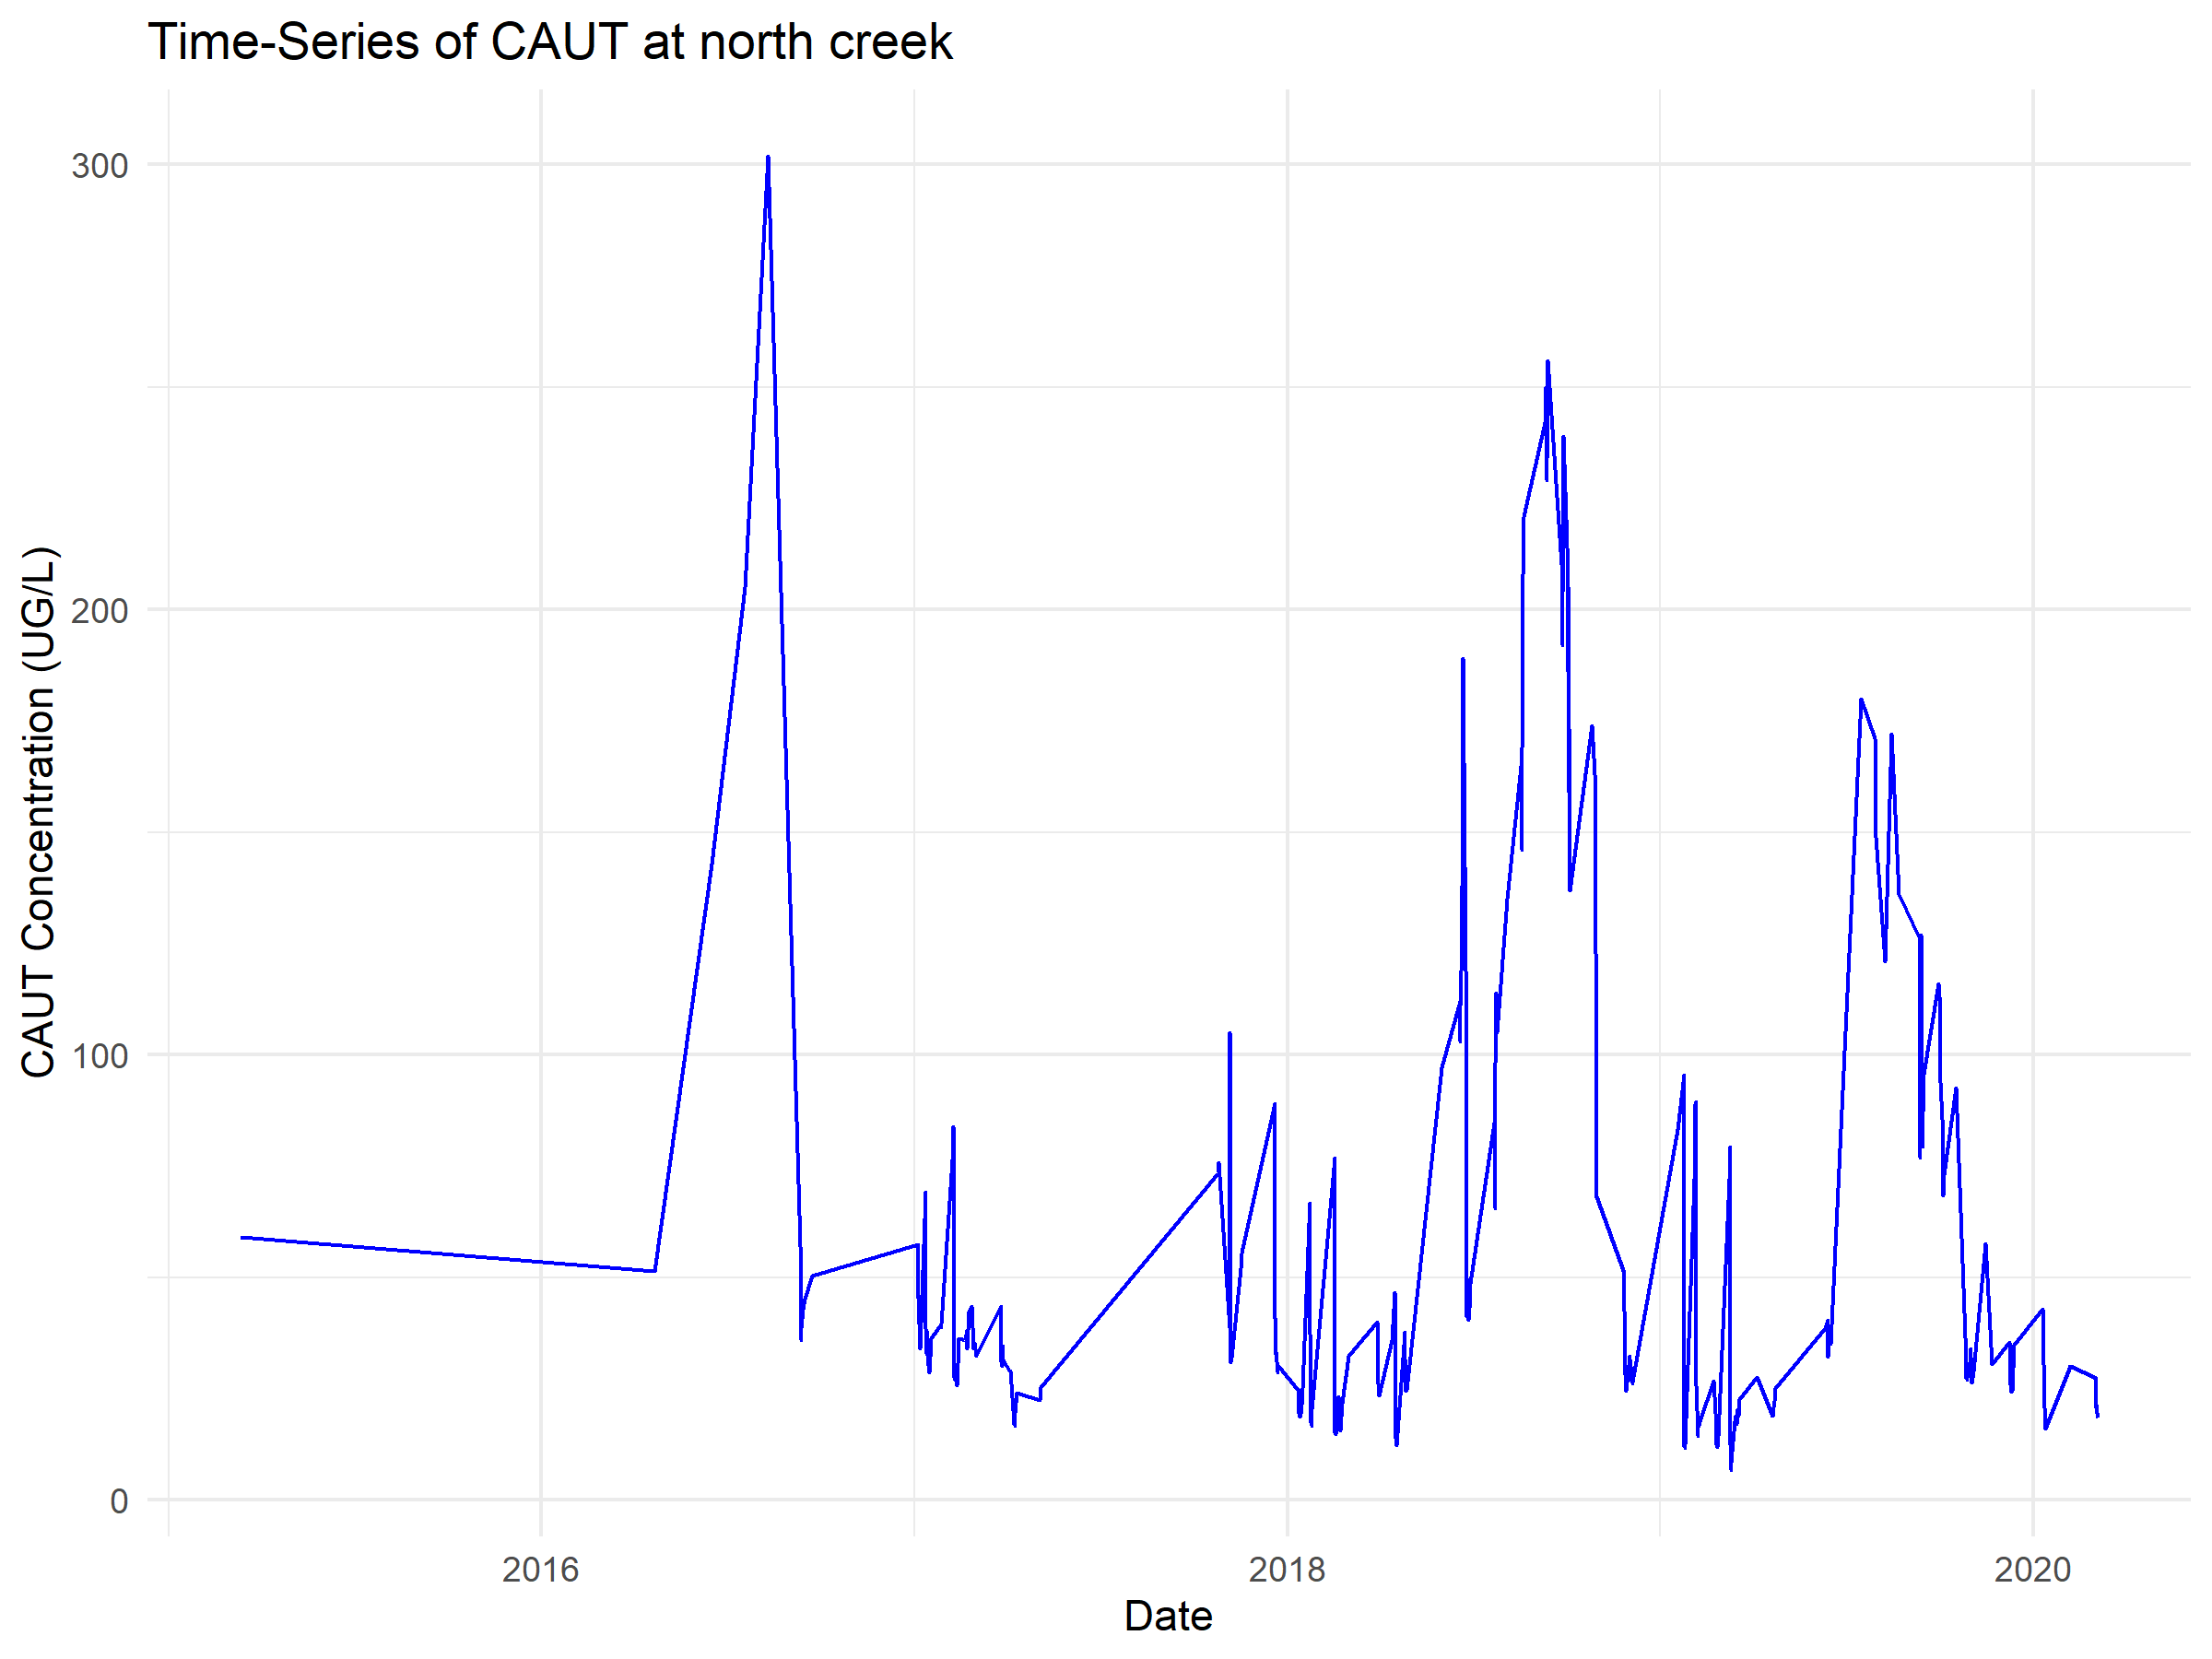 Time-Series of CAUT at north creek
CAUT Concentration (UG/L)
300
200
100
0
2016
2018
2020
Date